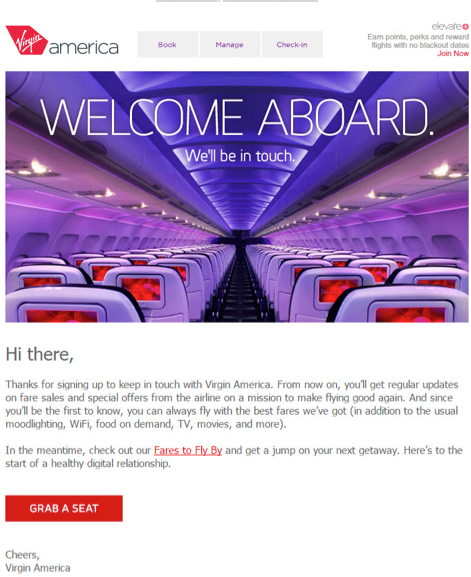 Virgin america
Book Manage Check-in
elevate
Earn points, perks and reward
flights with no blackout dates
Join Now
WELCOME ABOARD.
We'll be in touch.
Hi there,
Thanks for signing up to keep in touch with Virgin America. From now on, you'll get regular updates
on fare sales and special offers from the airline on a mission to make flying good again. And since
you'll be the first to know, you can always fly with the best fares we've got (in addition to the usual
moodlighting, WiFi, food on demand, TV, movies, and more).
In the meantime, check out our Fares to Fly By and get a jump on your next getaway. Here's to the
start of a healthy digital relationship.
GRAB A SEAT
Cheers,
Virgin America